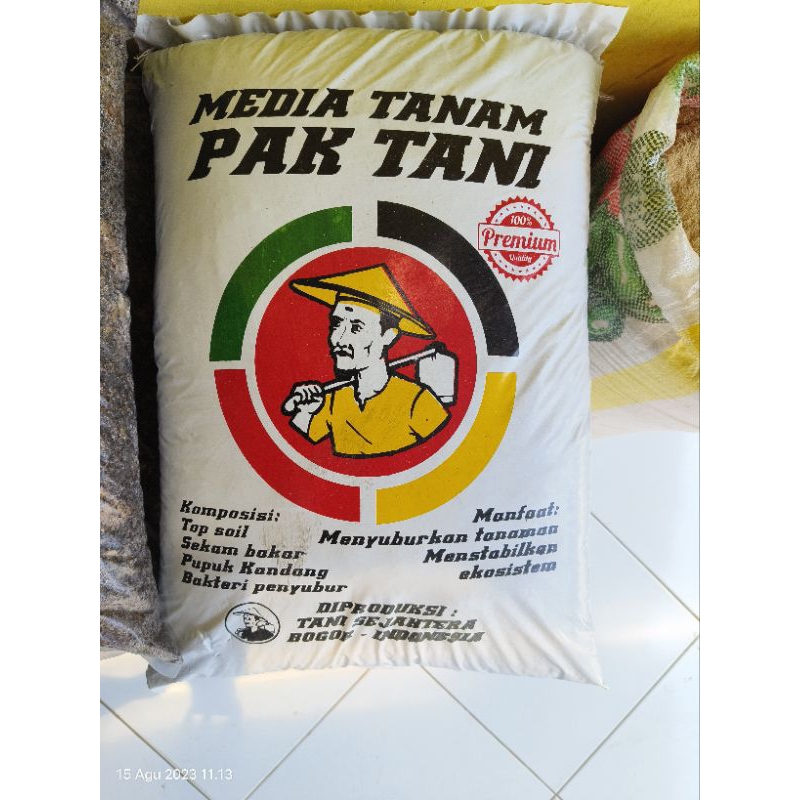 MEDIA TANAM
PAK TANI
100%
Premium
Quality
Komposisi:
Top soil
Sekam bakar
Pupuk Kandang
Bakteri penyubur
Manfaat:
Menyuburkan tanaman
Menstabilkan
ekosistem
DIPRODUKSI :
TANI SEJAHTERA
BOGOR - INDONESIA
15 Agu 2023 11.13